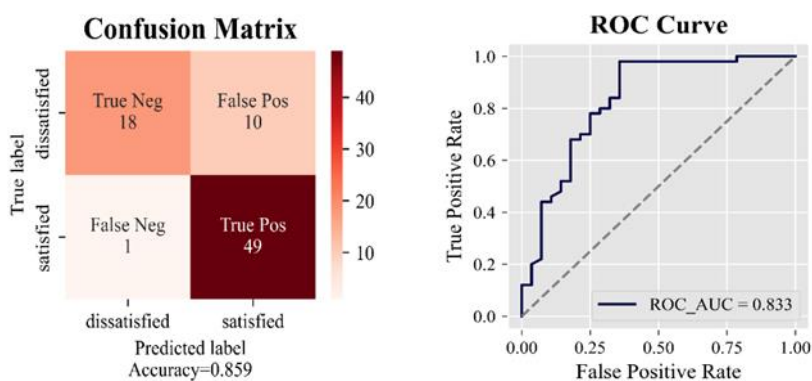 Confusion Matrix
True label
dissatisfied
satisfied
True Neg
18
False Pos
10
False Neg
1
True Pos
49
dissatisfied
satisfied
Predicted label
Accuracy=0.859
40
30
20
10
ROC Curve
True Positive Rate
1.0
0.8
0.6
0.4
0.2
0.0
ROC_AUC = 0.833
0.00
0.25
0.50
0.75
1.00
False Positive Rate